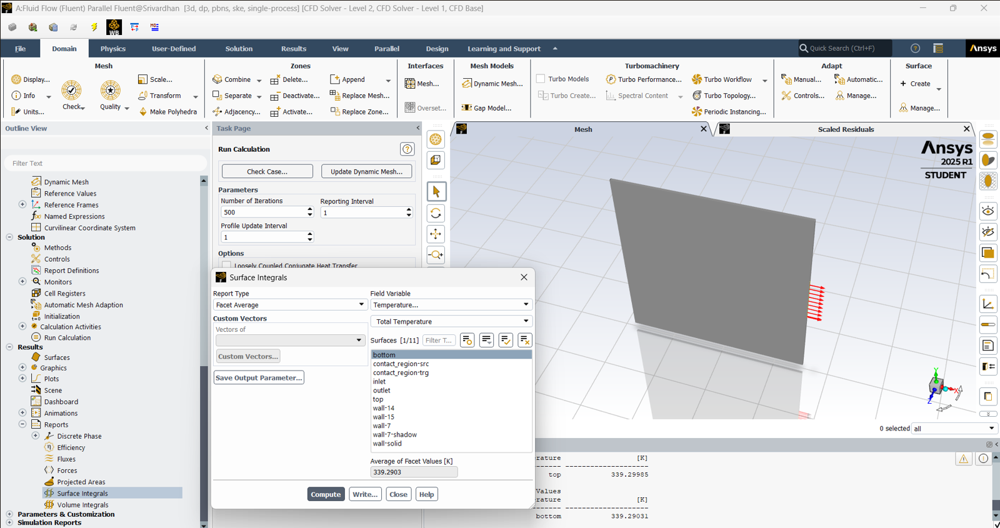 A:Fluid Flow (Fluent) Parallel Fluent@Srivardhan [3d, dp, pbns, ske, single-process] [CFD Solver - Level 2, CFD Solver - Level 1, CFD Base]
WB
File Domain Physics User-Defined Solution Results View Parallel Design Learning and Support Quick Search (Ctrl+F) Ansys
Mesh
Display...
Info
Units...
Check
Quality
Scale...
Transform
Make Polyhedra
Zones
Combine
Separate
Adjacency...
Delete...
Deactivate...
Activate...
Append
Replace Mesh...
Replace Zone...
Interfaces
Mesh...
Overset...
Mesh Models
Dynamic Mesh...
Gap Model...
Turbomachinery
Turbo Models
Turbo Create...
Turbo Performance...
Spectral Content
Turbo Workflow
Turbo Topology...
Periodic Instancing...
Adapt
Manual...
Controls...
Automatic...
Manage...
Surface
Create
Manage...
Outline View
Filter Text
Dynamic Mesh
Reference Values
Reference Frames
Named Expressions
Curvilinear Coordinate System
Solution
Methods
Controls
Report Definitions
Monitors
Cell Registers
Automatic Mesh Adaption
Initialization
Calculation Activities
Run Calculation
Results
Surfaces
Graphics
Plots
Scene
Dashboard
Animations
Reports
Discrete Phase
Efficiency
Fluxes
Forces
Projected Areas
Surface Integrals
Volume Integrals
Parameters & Customization
Simulation Reports
Task Page
Run Calculation
Check Case...
Update Dynamic Mesh...
Parameters
Number of Iterations
500
Reporting Interval
1
Profile Update Interval
1
Options
Loosely Coupled Conjugate Heat Transfer
Surface Integrals
Report Type
Facet Average
Custom Vectors
Vectors of
Custom Vectors...
Save Output Parameter...
Field Variable
Temperature...
Total Temperature
Surfaces [1/11]
Filter T...
bottom
contact_region-src
contact_region-trg
inlet
outlet
top
wall-14
wall-15
wall-7
wall-7-shadow
wall-solid
Average of Facet Values [K]
339.2903
Compute
Write...
Close
Help
Mesh
Scaled Residuals
Ansys
2025 R1
STUDENT
Y
X
Z
0 selected
all
erature [K]
top 339.29985
Values
erature [K]
bottom 339.29031